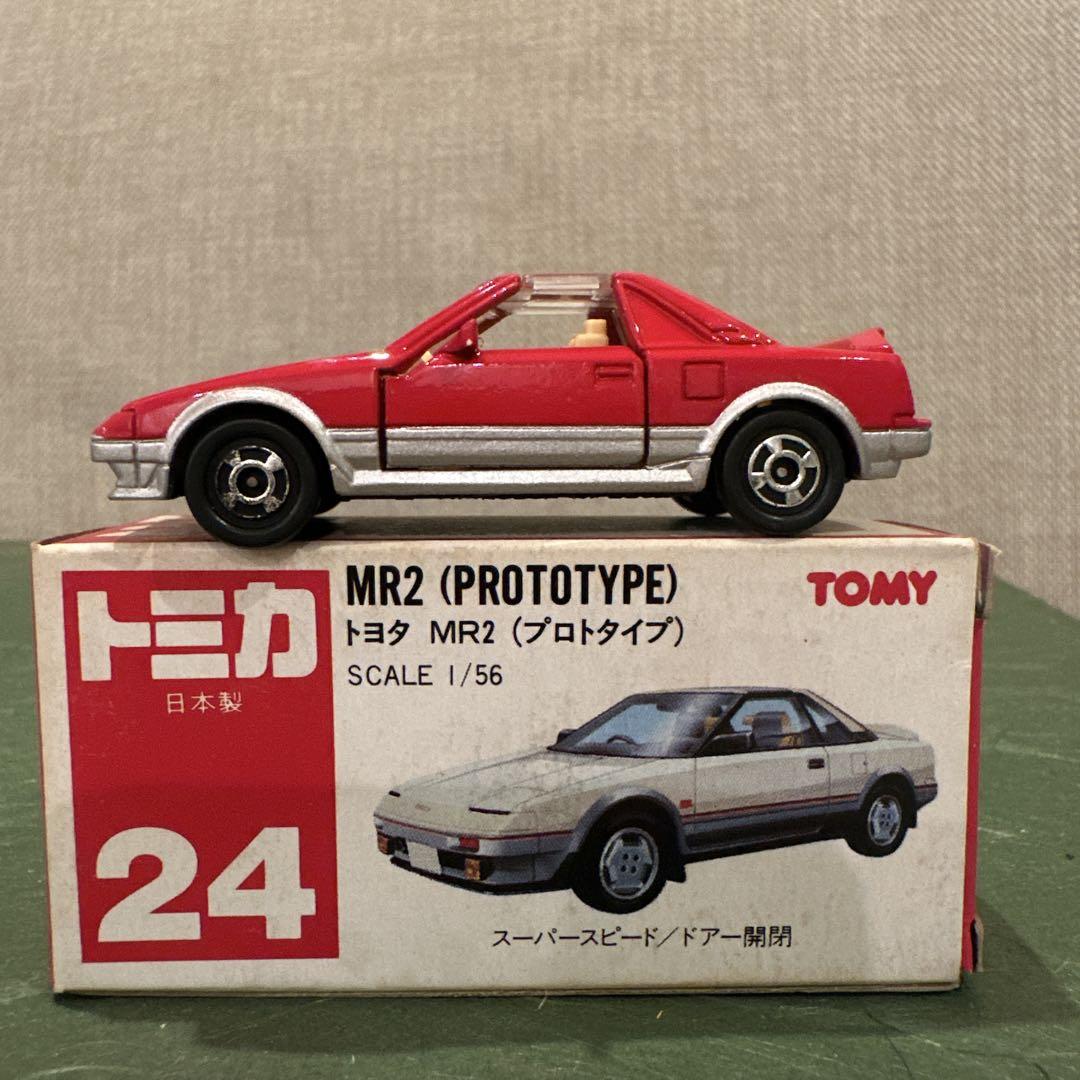 トミカ
日本製
24
MR2 (PROTOTYPE)
トヨタ MR2 (プロトタイプ)
SCALE 1/56
TOMY
スーパースピード/ドアー開閉